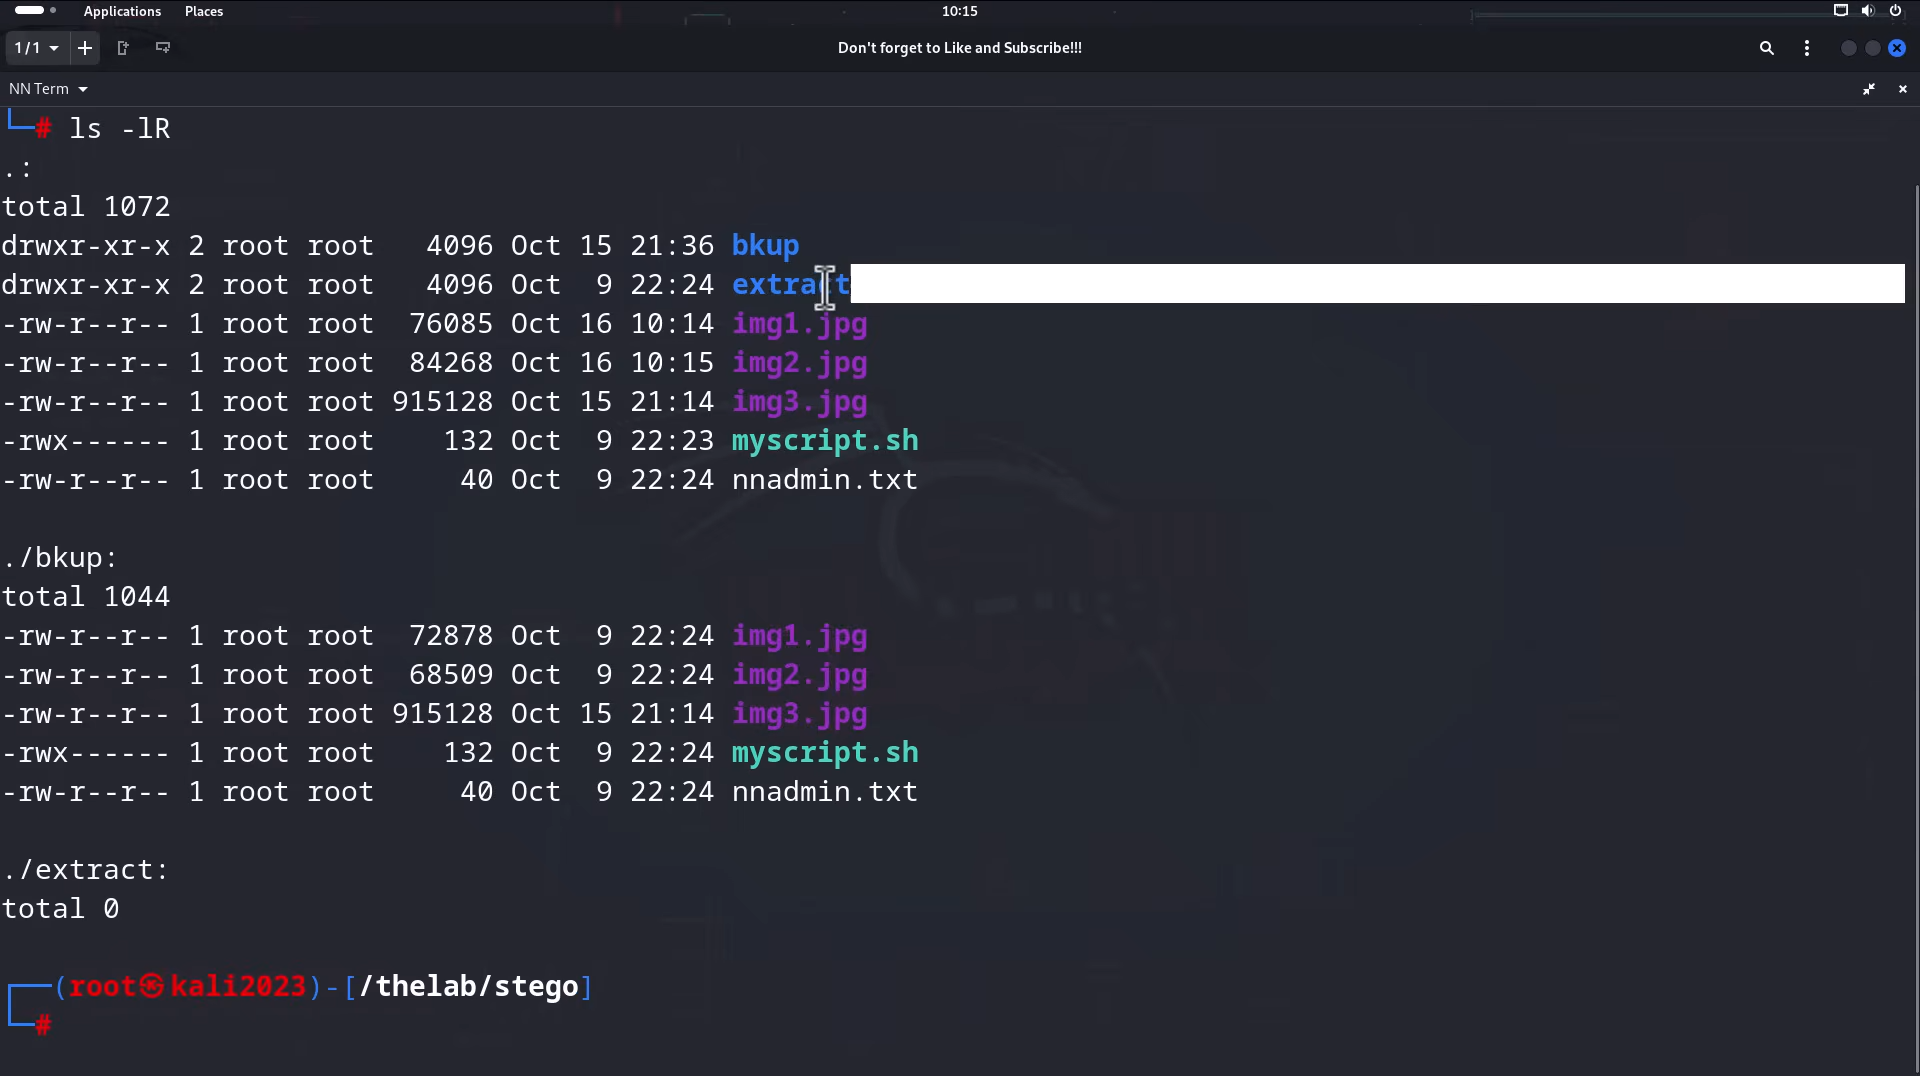 Applications Places 10:15
1/1 Don't forget to Like and Subscribe!!!
NN Term
# ls -lR
.:
total 1072
drwxr-xr-x 2 root root   4096 Oct 15 21:36 bkup
drwxr-xr-x 2 root root   4096 Oct  9 22:24 extract
-rw-r--r-- 1 root root  76085 Oct 16 10:14 img1.jpg
-rw-r--r-- 1 root root  84268 Oct 16 10:15 img2.jpg
-rw-r--r-- 1 root root 915128 Oct 15 21:14 img3.jpg
-rwx------ 1 root root    132 Oct  9 22:23 myscript.sh
-rw-r--r-- 1 root root     40 Oct  9 22:24 nnadmin.txt
./bkup:
total 1044
-rw-r--r-- 1 root root  72878 Oct  9 22:24 img1.jpg
-rw-r--r-- 1 root root  68509 Oct  9 22:24 img2.jpg
-rw-r--r-- 1 root root 915128 Oct 15 21:14 img3.jpg
-rwx------ 1 root root    132 Oct  9 22:24 myscript.sh
-rw-r--r-- 1 root root     40 Oct  9 22:24 nnadmin.txt
./extract:
total 0
(root㉿kali2023)-[/thelab/stego]
#